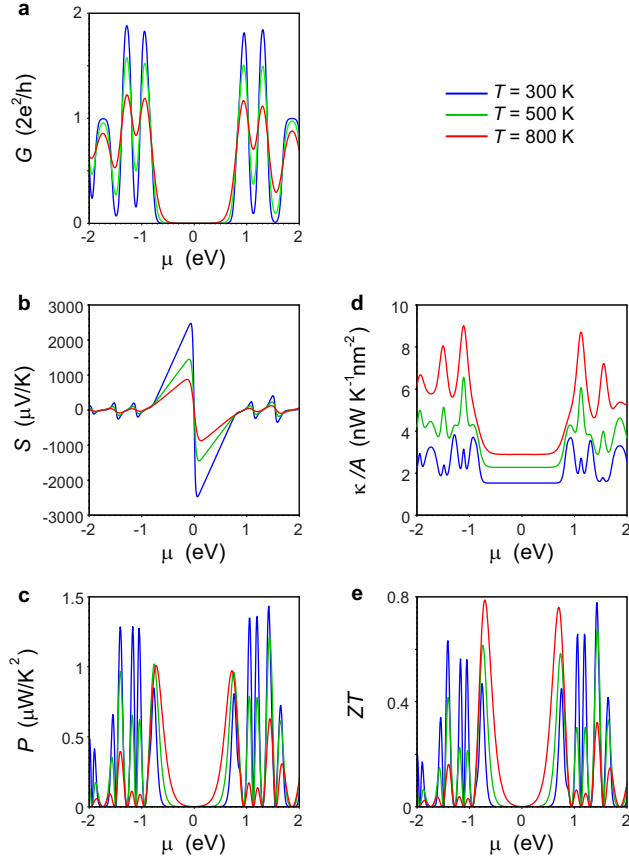 a
2
1
0
-2
-1
0
1
2
G (2e²/h)
μ (eV)
T = 300 K
T = 500 K
T = 800 K
b
3000
2000
1000
0
-1000
-2000
-3000
-2
-1
0
1
2
S (μV/K)
μ (eV)
d
10
8
6
4
2
0
-2
-1
0
1
2
κ/A (nW K⁻¹nm⁻²)
μ (eV)
c
1.5
1
0.5
0
-2
-1
0
1
2
P (μW/K²)
μ (eV)
e
0.8
0.4
0
-2
-1
0
1
2
ZT
μ (eV)